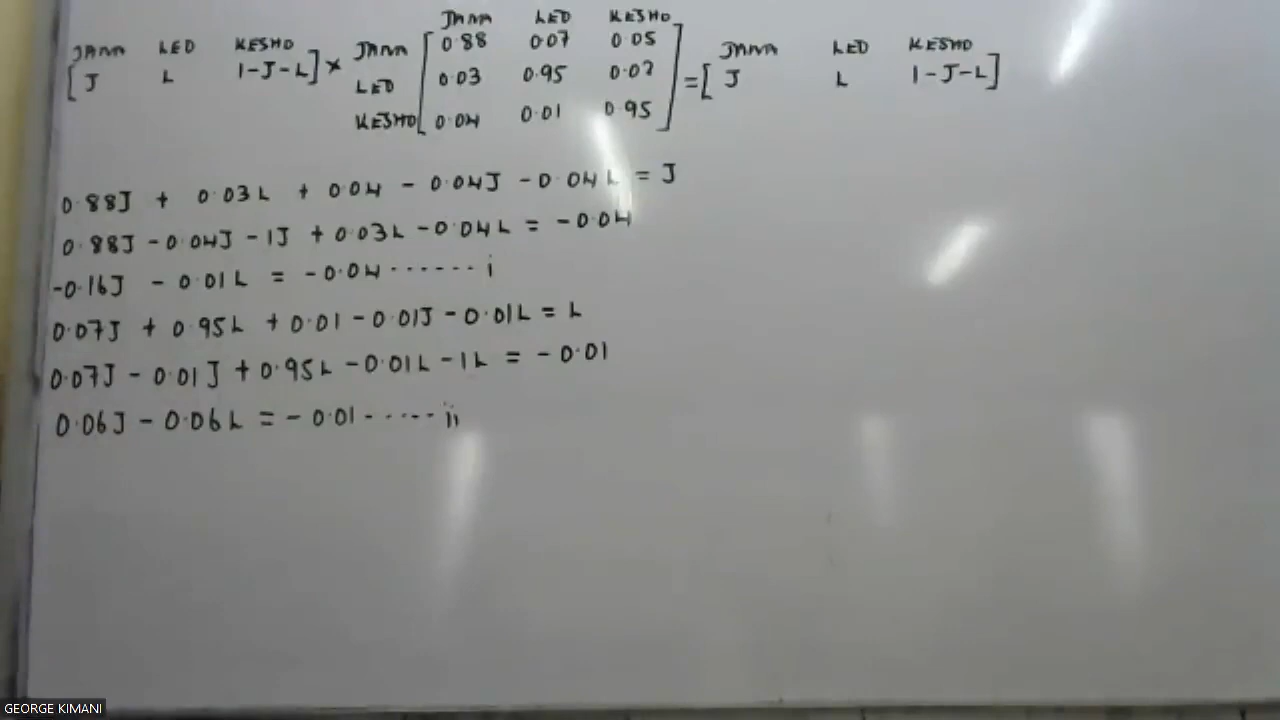 JANA LED KESHO
[J L 1-J-L] × JANA LED KESHO
JANA [0.88 0.07 0.05
LED 0.03 0.95 0.02
KESHO 0.04 0.01 0.95]
= JANA LED KESHO
[J L 1-J-L]
0.88J + 0.03L + 0.04 - 0.04J - 0.04L = J
0.88J - 0.04J - 1J + 0.03L - 0.04L = -0.04
-0.16J - 0.01L = -0.04 ....... i
0.07J + 0.95L + 0.01 - 0.01J - 0.01L = L
0.07J - 0.01J + 0.95L - 0.01L - 1L = -0.01
0.06J - 0.06L = -0.01 ..... ii
GEORGE KIMANI